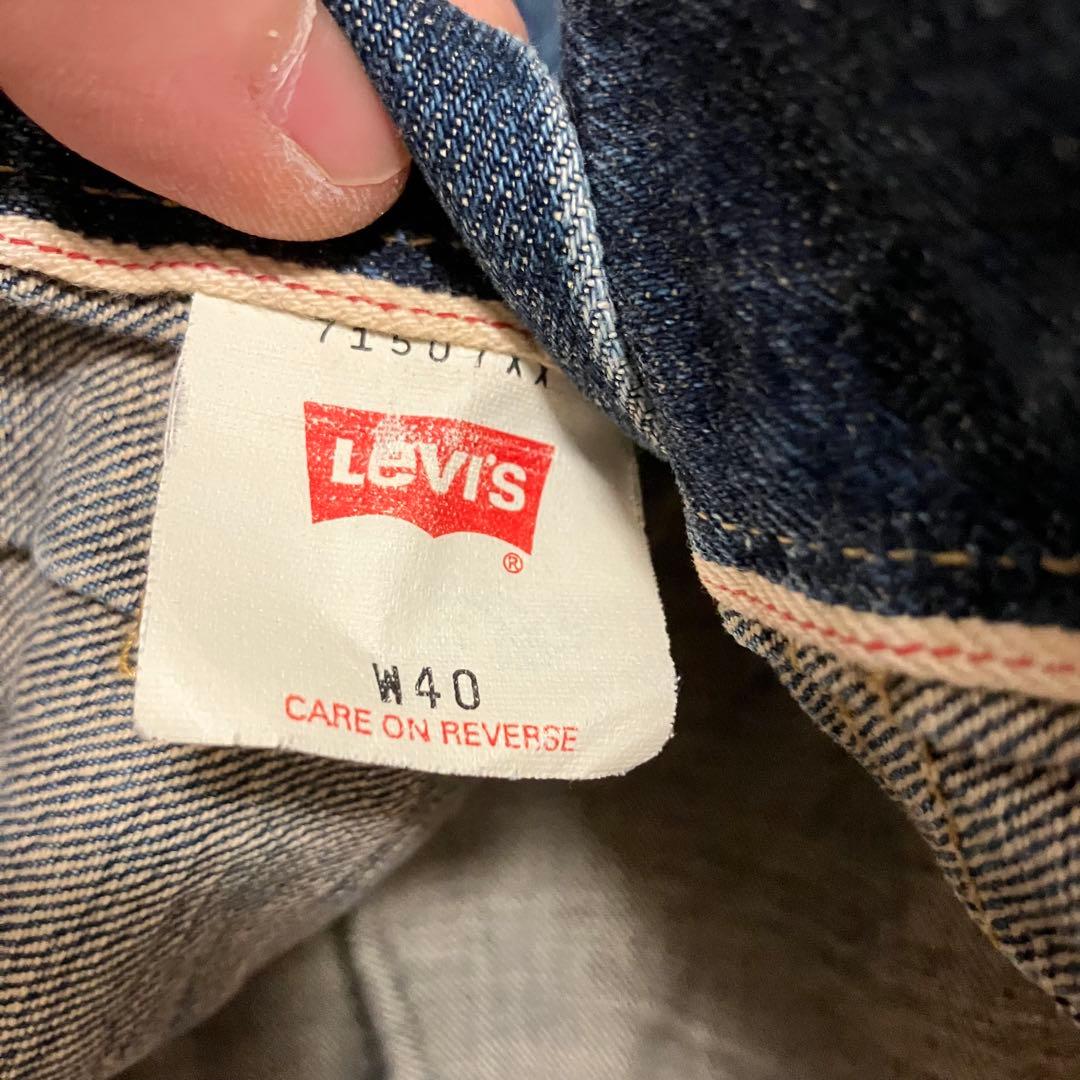 71507XX
LEVI'S
®
W40
CARE ON REVERSE